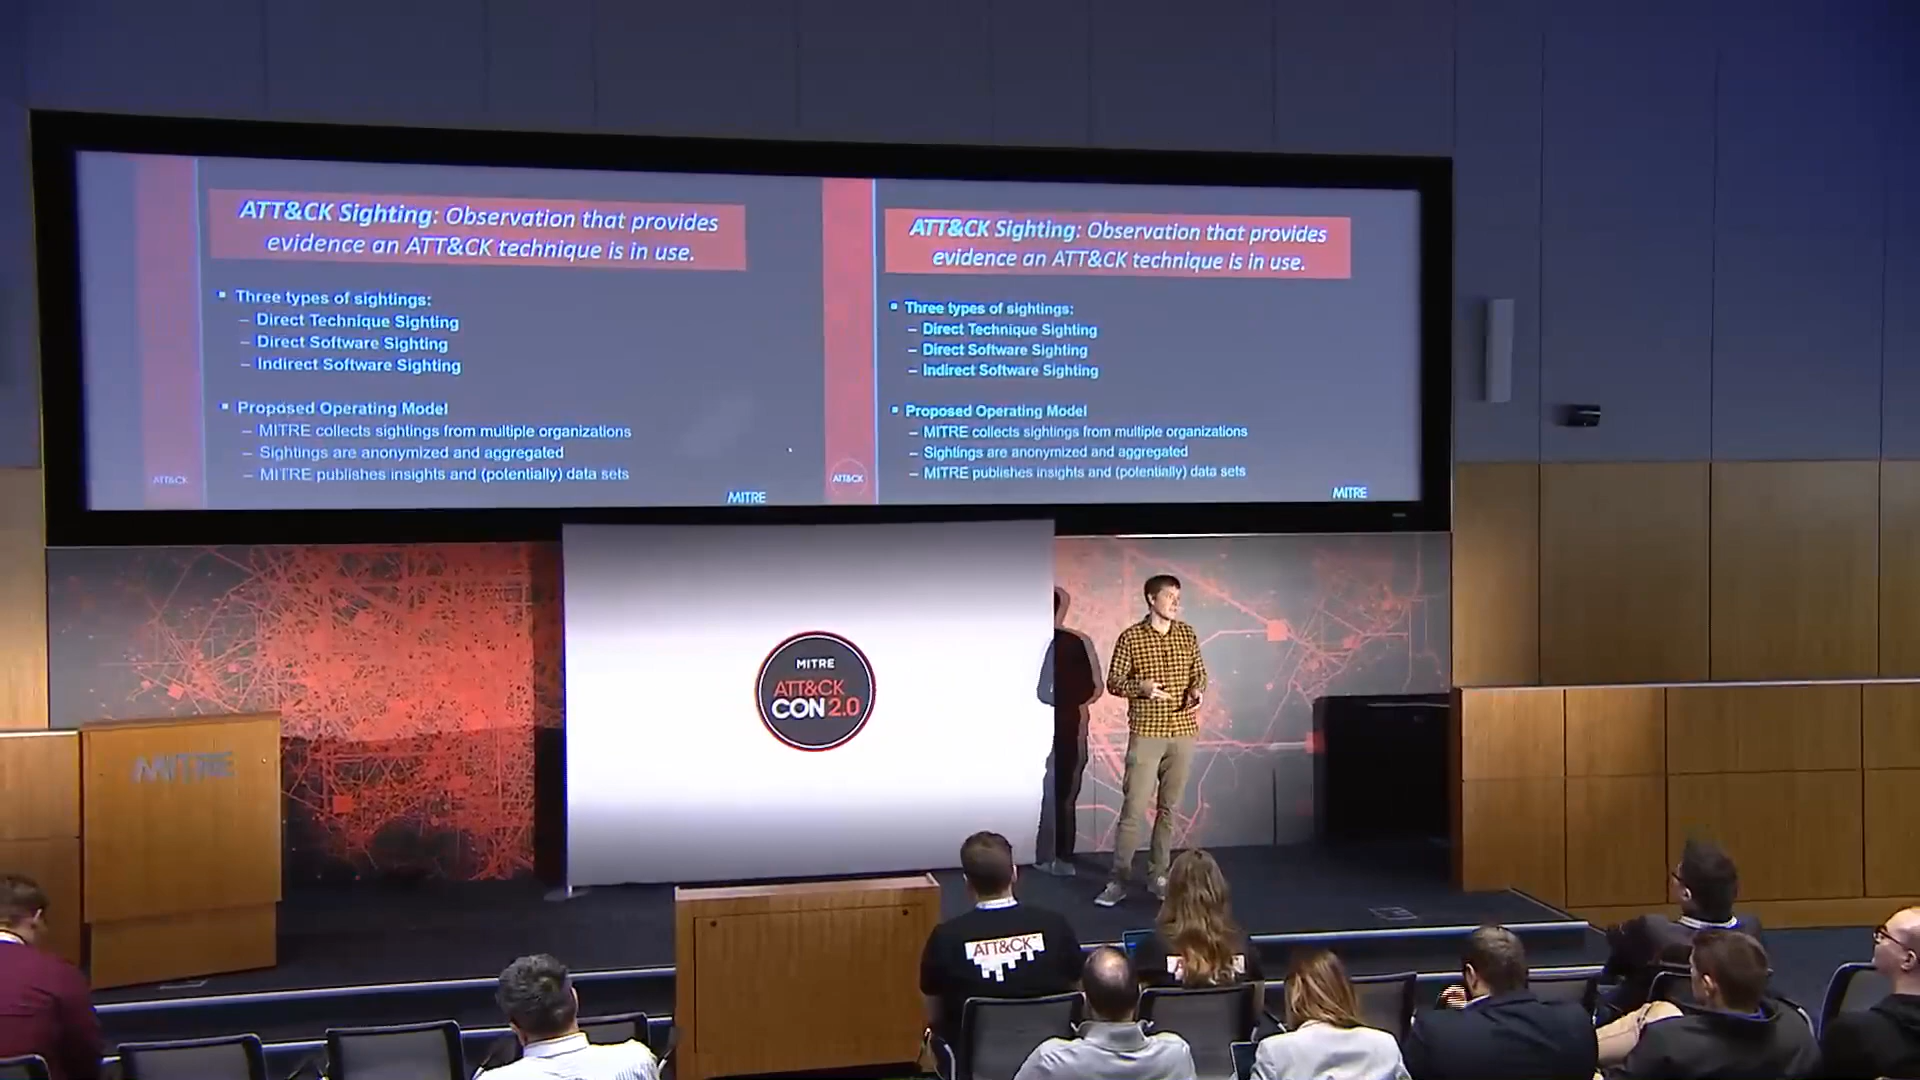 ATT&CK Sighting: Observation that provides
evidence an ATT&CK technique is in use.
▪ Three types of sightings:
– Direct Technique Sighting
– Direct Software Sighting
– Indirect Software Sighting
▪ Proposed Operating Model
– MITRE collects sightings from multiple organizations
– Sightings are anonymized and aggregated
– MITRE publishes insights and (potentially) data sets
ATT&CK
MITRE
ATT&CK Sighting: Observation that provides
evidence an ATT&CK technique is in use.
▪ Three types of sightings:
– Direct Technique Sighting
– Direct Software Sighting
– Indirect Software Sighting
▪ Proposed Operating Model
– MITRE collects sightings from multiple organizations
– Sightings are anonymized and aggregated
– MITRE publishes insights and (potentially) data sets
ATT&CK
MITRE
MITRE
ATT&CK
CON 2.0
MITRE
ATT&CK